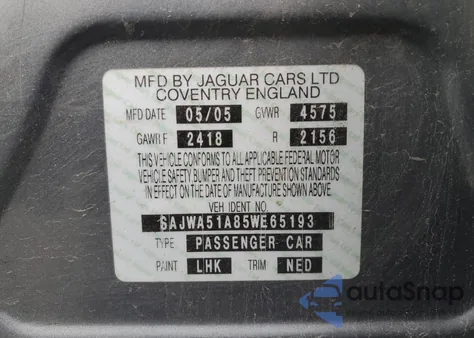 MFD BY JAGUAR CARS LTD
COVENTRY ENGLAND
MFD DATE 05/05 GVWR 4575
GAWR F 2418 R 2156
THIS VEHICLE CONFORMS TO ALL APPLICABLE FEDERAL MOTOR
VEHICLE SAFETY BUMPER AND THEFT PREVENTION STANDARDS
IN EFFECT ON THE DATE OF MANUFACTURE SHOWN ABOVE.
VEH IDENT NO.
SAJWA51A85WE65193
TYPE PASSENGER CAR
PAINT LHK TRIM NED
autoSnap